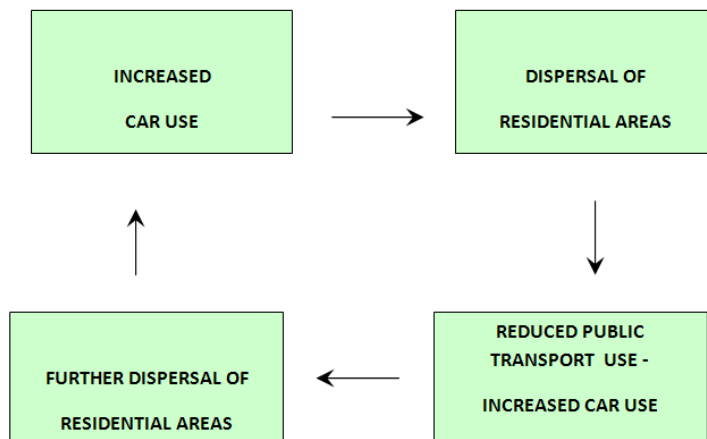 INCREASED
CAR USE
DISPERSAL OF
RESIDENTIAL AREAS
REDUCED PUBLIC
TRANSPORT USE -
INCREASED CAR USE
FURTHER DISPERSAL OF
RESIDENTIAL AREAS